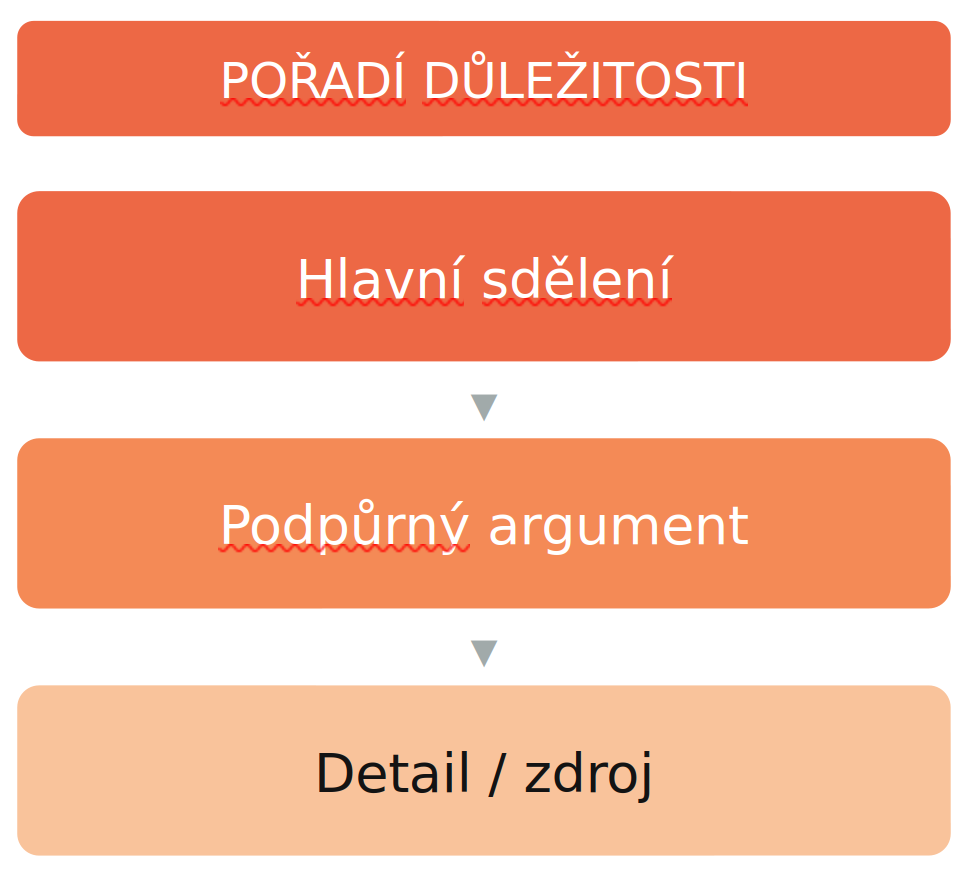 POŘADÍ DŮLEŽITOSTI
Hlavní sdělení
Podpůrný argument
Detail / zdroj